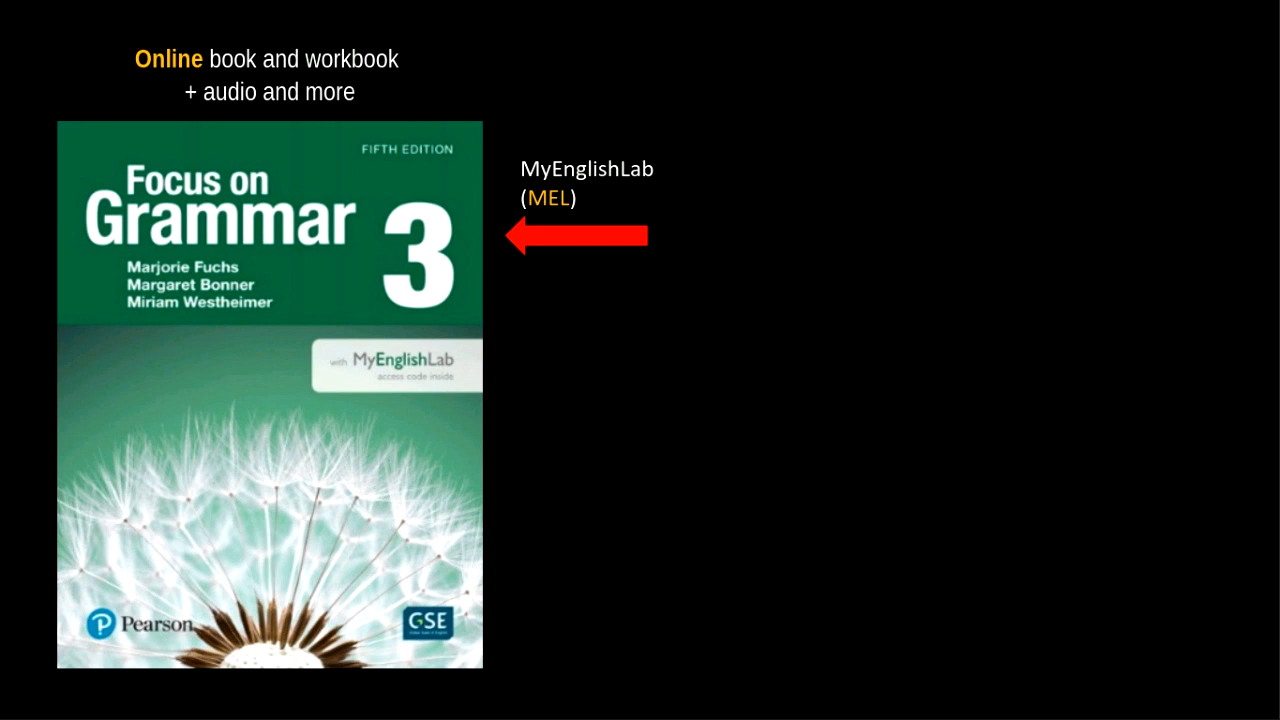 Online book and workbook
+ audio and more
FIFTH EDITION
Focus on
Grammar 3
Marjorie Fuchs
Margaret Bonner
Miriam Westheimer
with MyEnglishLab
access code inside
Pearson
GSE
MyEnglishLab
(MEL)